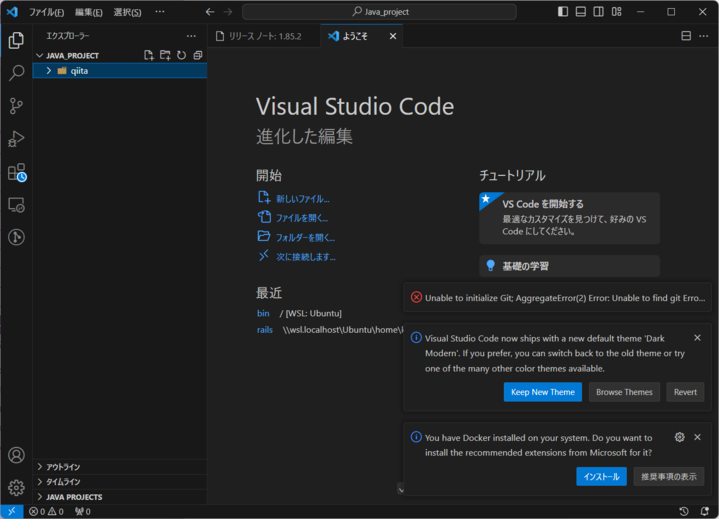 ファイル(F) 編集(E) 選択(S) ··· Java_project
エクスプローラー ··· リリース ノート: 1.85.2 ようこそ
JAVA_PROJECT
qiita
Visual Studio Code
進化した編集
開始
新しいファイル...
ファイルを開く...
フォルダーを開く...
次に接続します...
最近
bin / [WSL: Ubuntu]
rails \\wsl.localhost\Ubuntu\home\
チュートリアル
VS Code を開始する
最適なカスタマイズを見つけて、好みの VS
Code にしてください。
基礎の学習
Unable to initialize Git; AggregateError(2) Error: Unable to find git Erro...
Visual Studio Code now ships with a new default theme 'Dark
Modern'. If you prefer, you can switch back to the old theme or try
one of the many other color themes available.
Keep New Theme Browse Themes Revert
You have Docker installed on your system. Do you want to
install the recommended extensions from Microsoft for it?
インストール 推奨事項の表示
アウトライン
タイムライン
JAVA PROJECTS
0 0 0